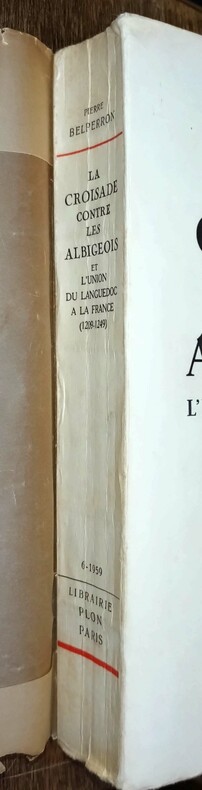 PIERRE
BELPERRON
LA
CROISADE
CONTRE
LES
ALBIGEOIS
ET
L'UNION
DU LANGUEDOC
A LA FRANCE
(1209-1249)
6-1959
LIBRAIRIE
PLON
PARIS
A
L'